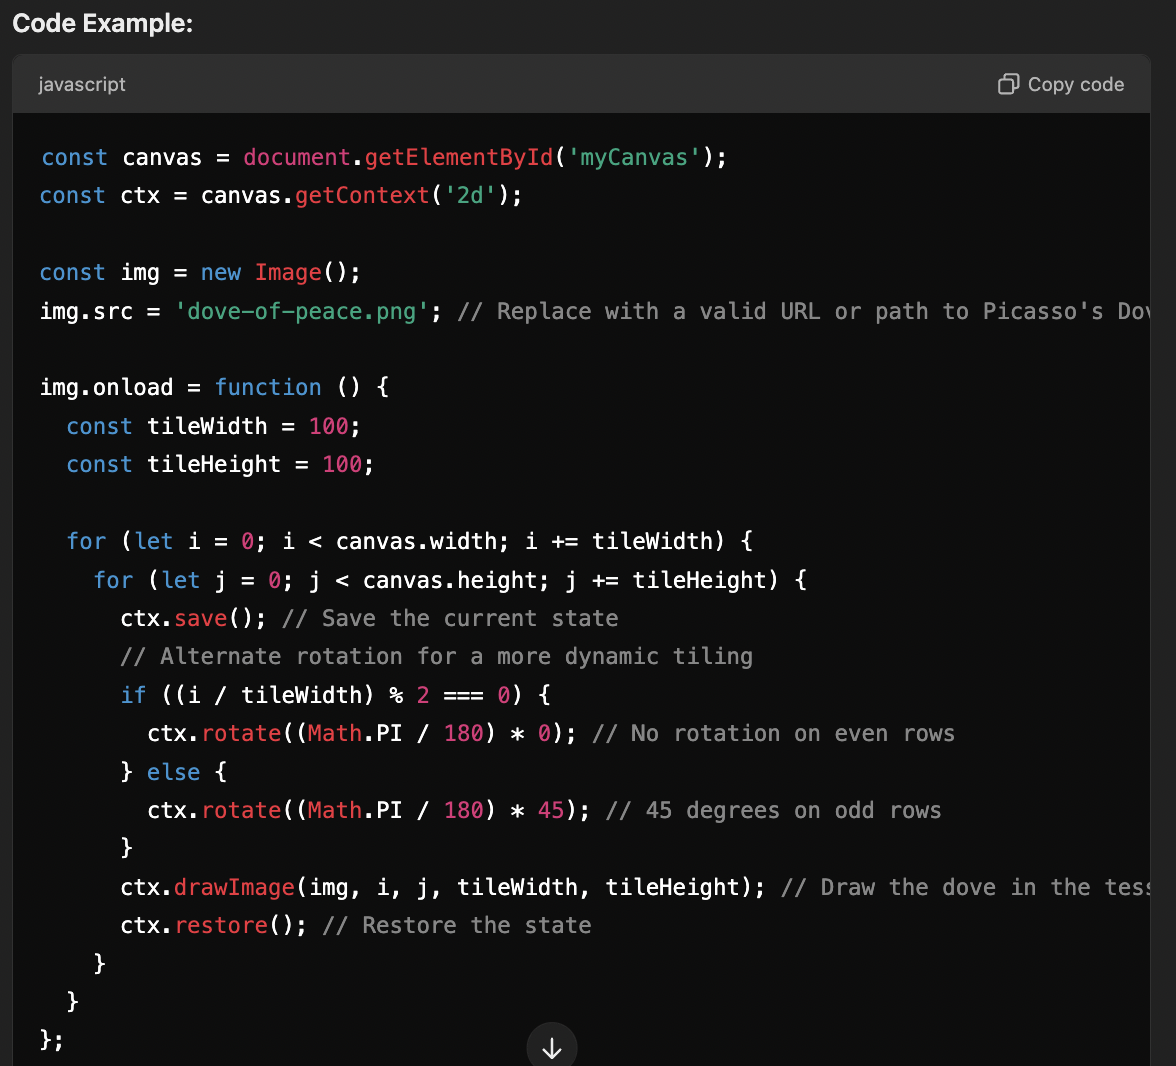 Code Example:
javascript
Copy code
const canvas = document.getElementById('myCanvas');
const ctx = canvas.getContext('2d');
const img = new Image();
img.src = 'dove-of-peace.png'; // Replace with a valid URL or path to Picasso's Dov
img.onload = function () {
  const tileWidth = 100;
  const tileHeight = 100;
  for (let i = 0; i < canvas.width; i += tileWidth) {
    for (let j = 0; j < canvas.height; j += tileHeight) {
      ctx.save(); // Save the current state
      // Alternate rotation for a more dynamic tiling
      if ((i / tileWidth) % 2 === 0) {
        ctx.rotate((Math.PI / 180) * 0); // No rotation on even rows
      } else {
        ctx.rotate((Math.PI / 180) * 45); // 45 degrees on odd rows
      }
      ctx.drawImage(img, i, j, tileWidth, tileHeight); // Draw the dove in the tess
      ctx.restore(); // Restore the state
    }
  }
};